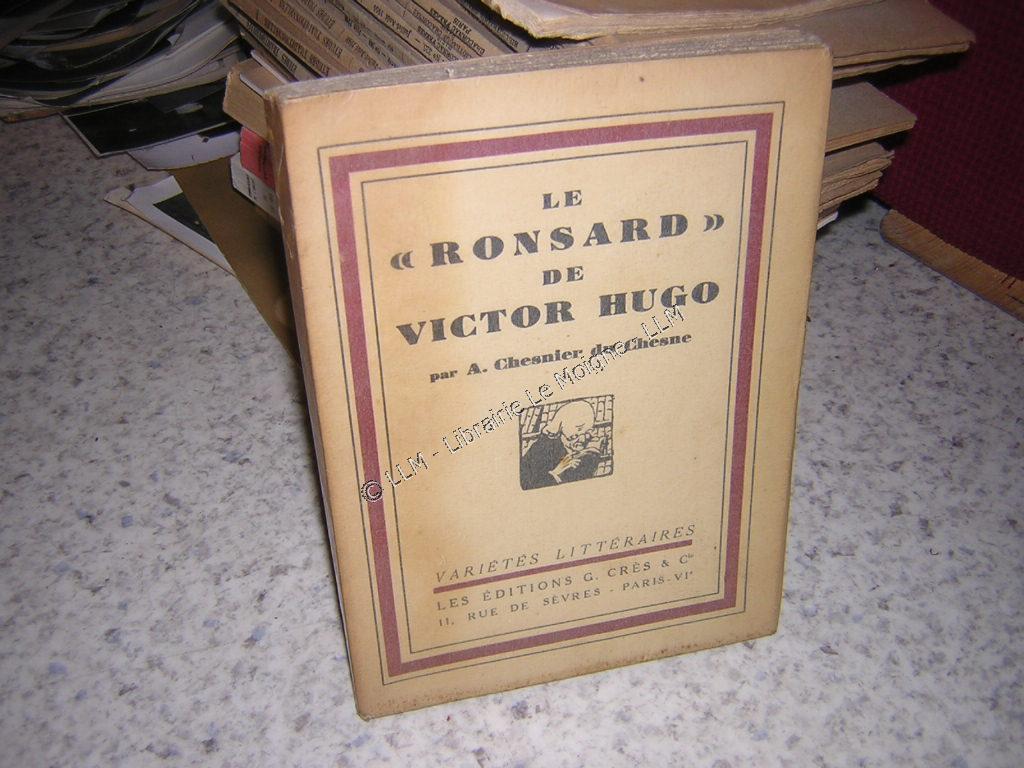 LE
« RONSARD »
DE
VICTOR HUGO
par A. Chesnier du Chesne
VARIÉTÉS LITTÉRAIRES
LES ÉDITIONS G. CRÈS & Cie
11, RUE DE SÈVRES - PARIS-VIe
© LLM - Librairie Le Moigne - LLM